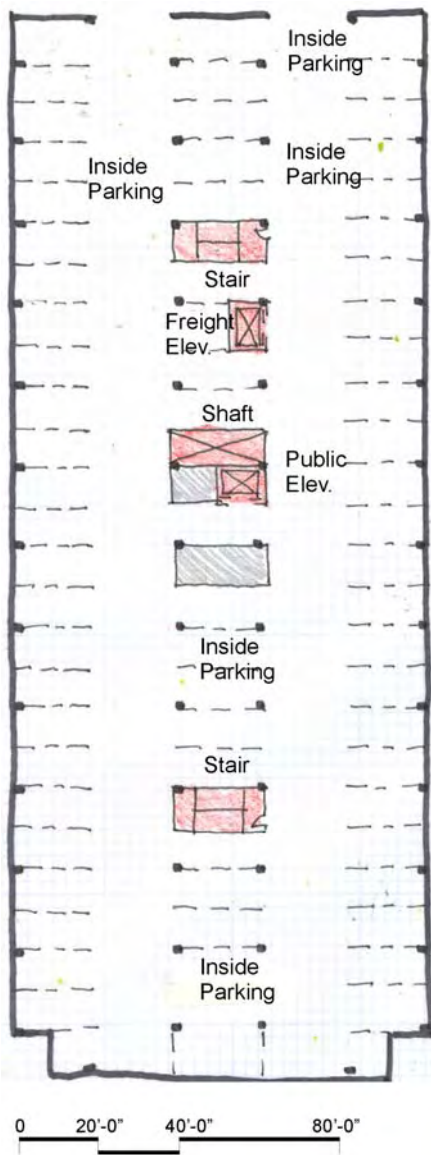 Inside
Parking
Inside
Parking
Inside
Parking
Stair
Freight
Elev.
Shaft
Public
Elev.
Inside
Parking
Stair
Inside
Parking
0 20'-0" 40'-0" 80'-0"